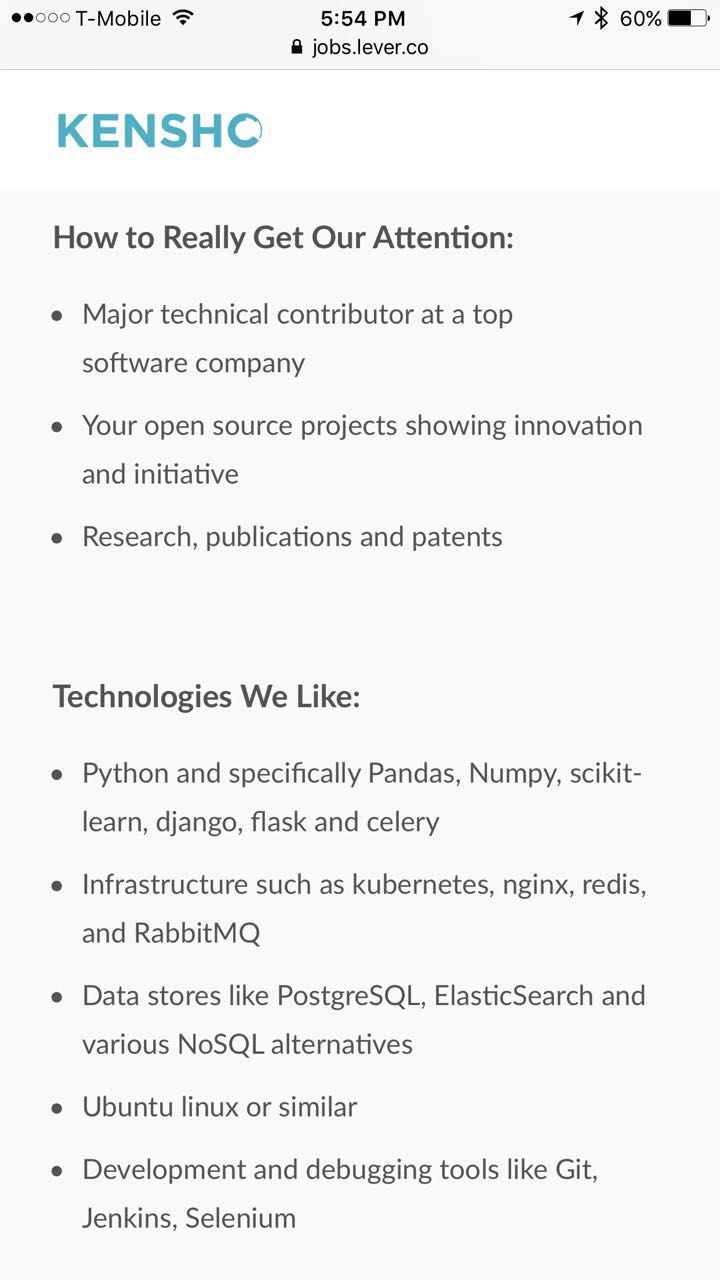 T-Mobile 5:54 PM 60%
jobs.lever.co
KENSHO
How to Really Get Our Attention:
• Major technical contributor at a top
software company
• Your open source projects showing innovation
and initiative
• Research, publications and patents
Technologies We Like:
• Python and specifically Pandas, Numpy, scikit-
learn, django, flask and celery
• Infrastructure such as kubernetes, nginx, redis,
and RabbitMQ
• Data stores like PostgreSQL, ElasticSearch and
various NoSQL alternatives
• Ubuntu linux or similar
• Development and debugging tools like Git,
Jenkins, Selenium